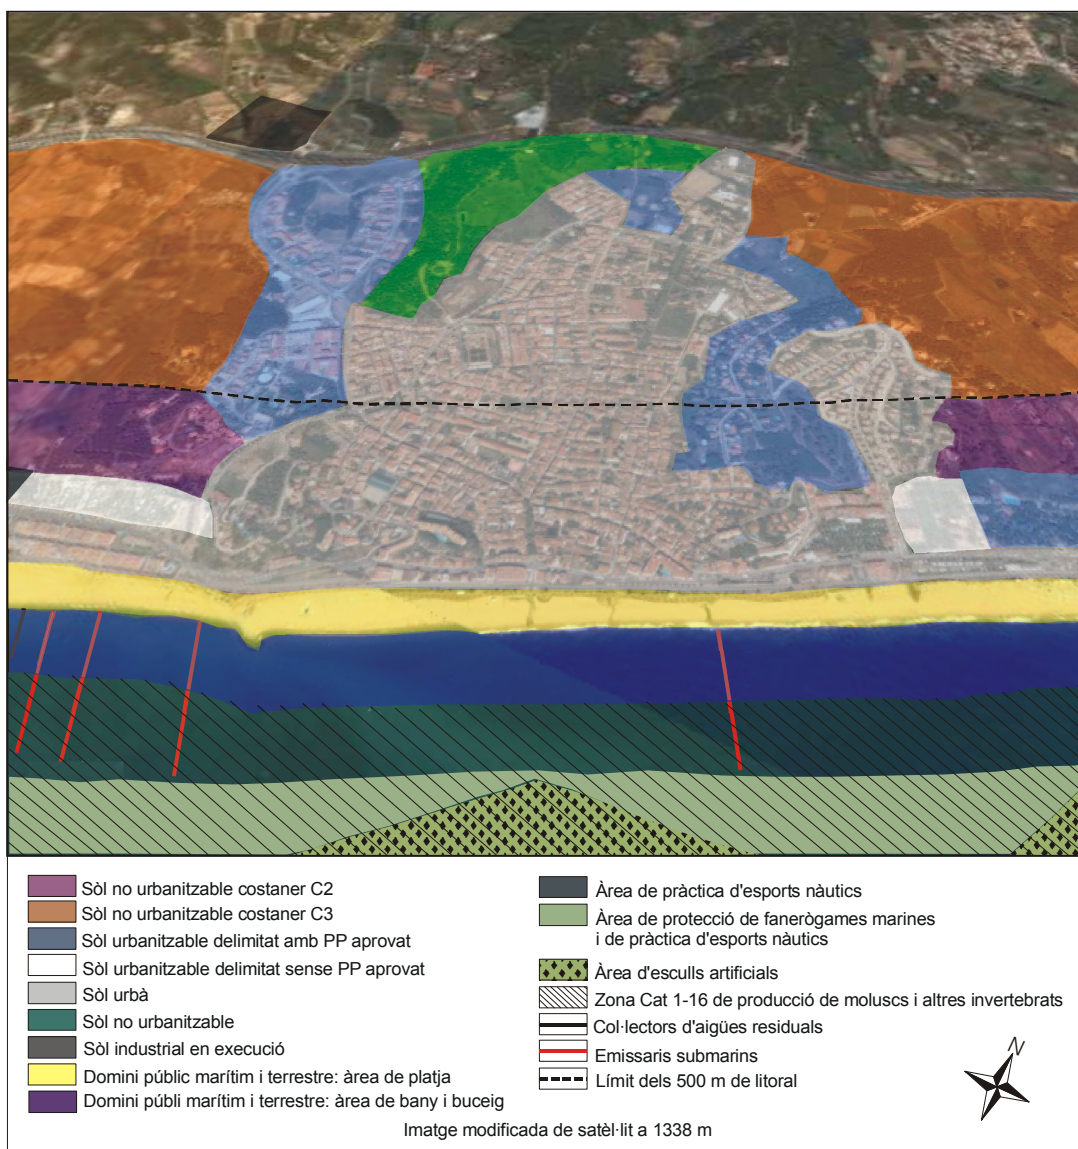 Sòl no urbanitzable costaner C2
Sòl no urbanitzable costaner C3
Sòl urbanitzable delimitat amb PP aprovat
Sòl urbanitzable delimitat sense PP aprovat
Sòl urbà
Sòl no urbanitzable
Sòl industrial en execució
Domini públic marítim i terrestre: àrea de platja
Domini públi marítim i terrestre: àrea de bany i buceig
Àrea de pràctica d'esports nàutics
Àrea de protecció de fanerògames marines
i de pràctica d'esports nàutics
Àrea d'esculls artificials
Zona Cat 1-16 de producció de moluscs i altres invertebrats
Col·lectors d'aigües residuals
Emissaris submarins
Límit dels 500 m de litoral
N
Imatge modificada de satèl·lit a 1338 m